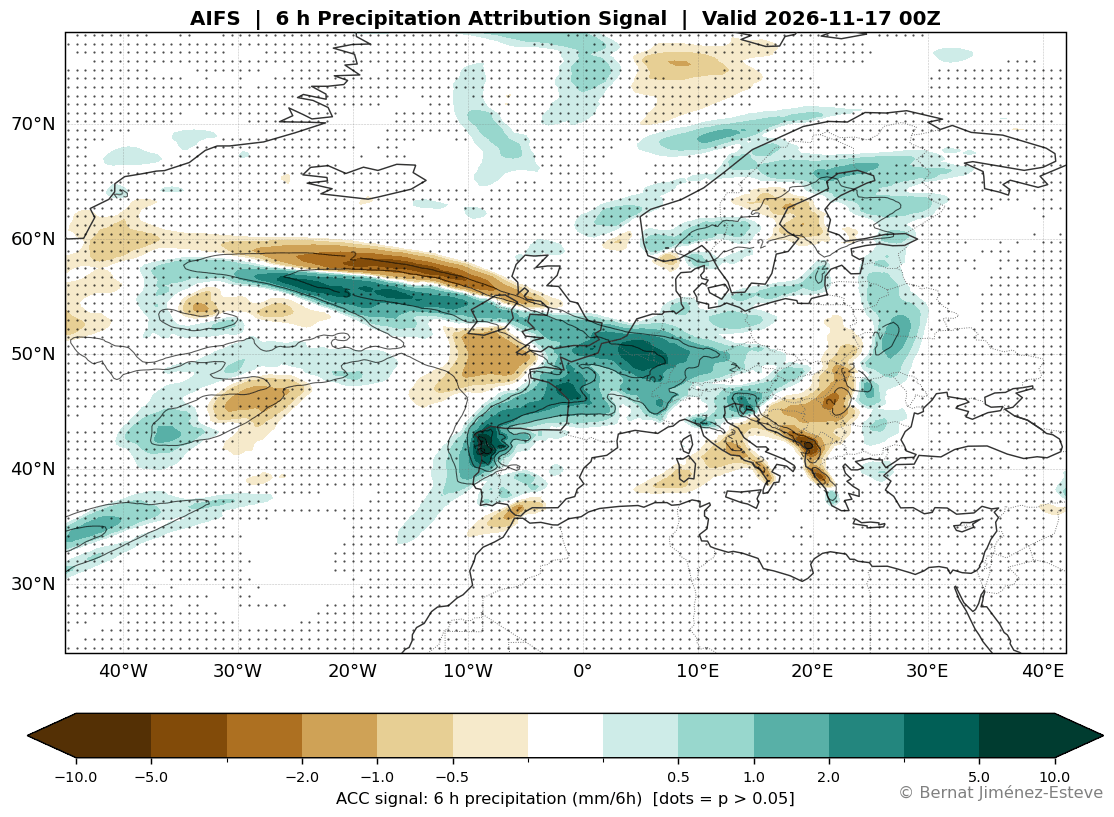 AIFS | 6 h Precipitation Attribution Signal | Valid 2026-11-17 00Z
70°N
60°N
50°N
40°N
30°N
40°W 30°W 20°W 10°W 0° 10°E 20°E 30°E 40°E
−10.0 −5.0 −2.0 −1.0 −0.5 0.5 1.0 2.0 5.0 10.0
ACC signal: 6 h precipitation (mm/6h) [dots = p > 0.05]
© Bernat Jiménez-Esteve